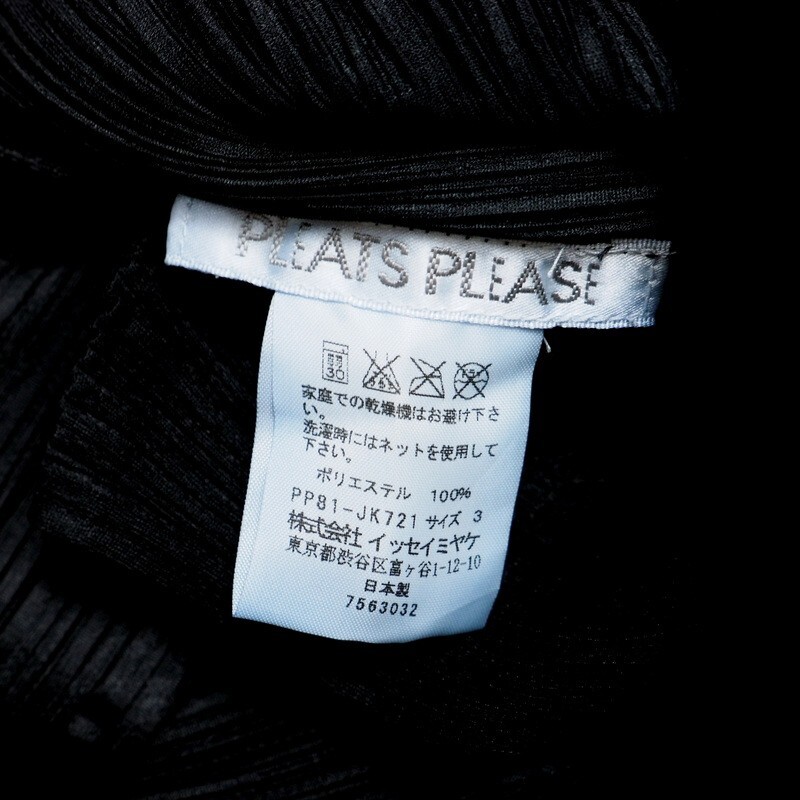 PLEATS PLEASE
30
家庭での乾燥機はお避け下さ
い。
洗濯時にはネットを使用して
下さい。
ポリエステル 100%
PP81-JK721 サイズ 3
株式会社 イッセイミヤケ
東京都渋谷区富ヶ谷1-12-10
日本製
7563032